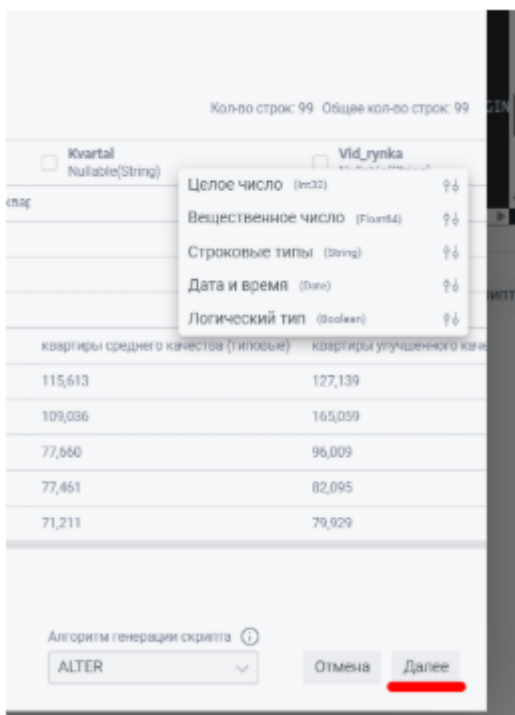 Кол-во строк: 99 Общее кол-во строк: 99
GIN
Kvartal
Nullable(String)
Vid_rynka
Целое число (Int32)
Вещественное число (Float64)
Строковые типы (String)
Дата и время (Date)
Логический тип (Boolean)
квартиры среднего качества (типовые) квартиры улучшенного каче
115,613 127,139
109,036 165,059
77,660 96,009
77,461 82,095
71,211 79,929
Алгоритм генерации скрипта
ALTER
Отмена Далее